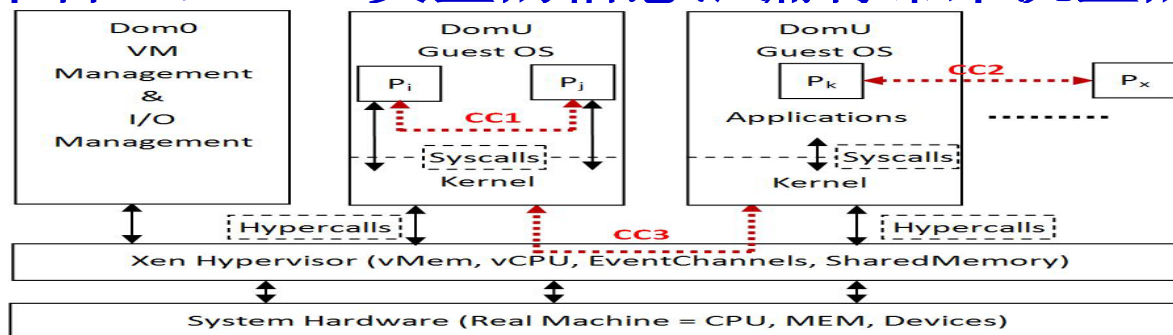 Dom0
VM
Management
&
I/O
Management
DomU
Guest OS
Pi
Pj
CC1
Syscalls
Kernel
DomU
Guest OS
Pk
CC2
Px
Applications
Syscalls
Kernel
Hypercalls
CC3
Hypercalls
Xen Hypervisor (vMem, vCPU, EventChannels, SharedMemory)
System Hardware (Real Machine = CPU, MEM, Devices)